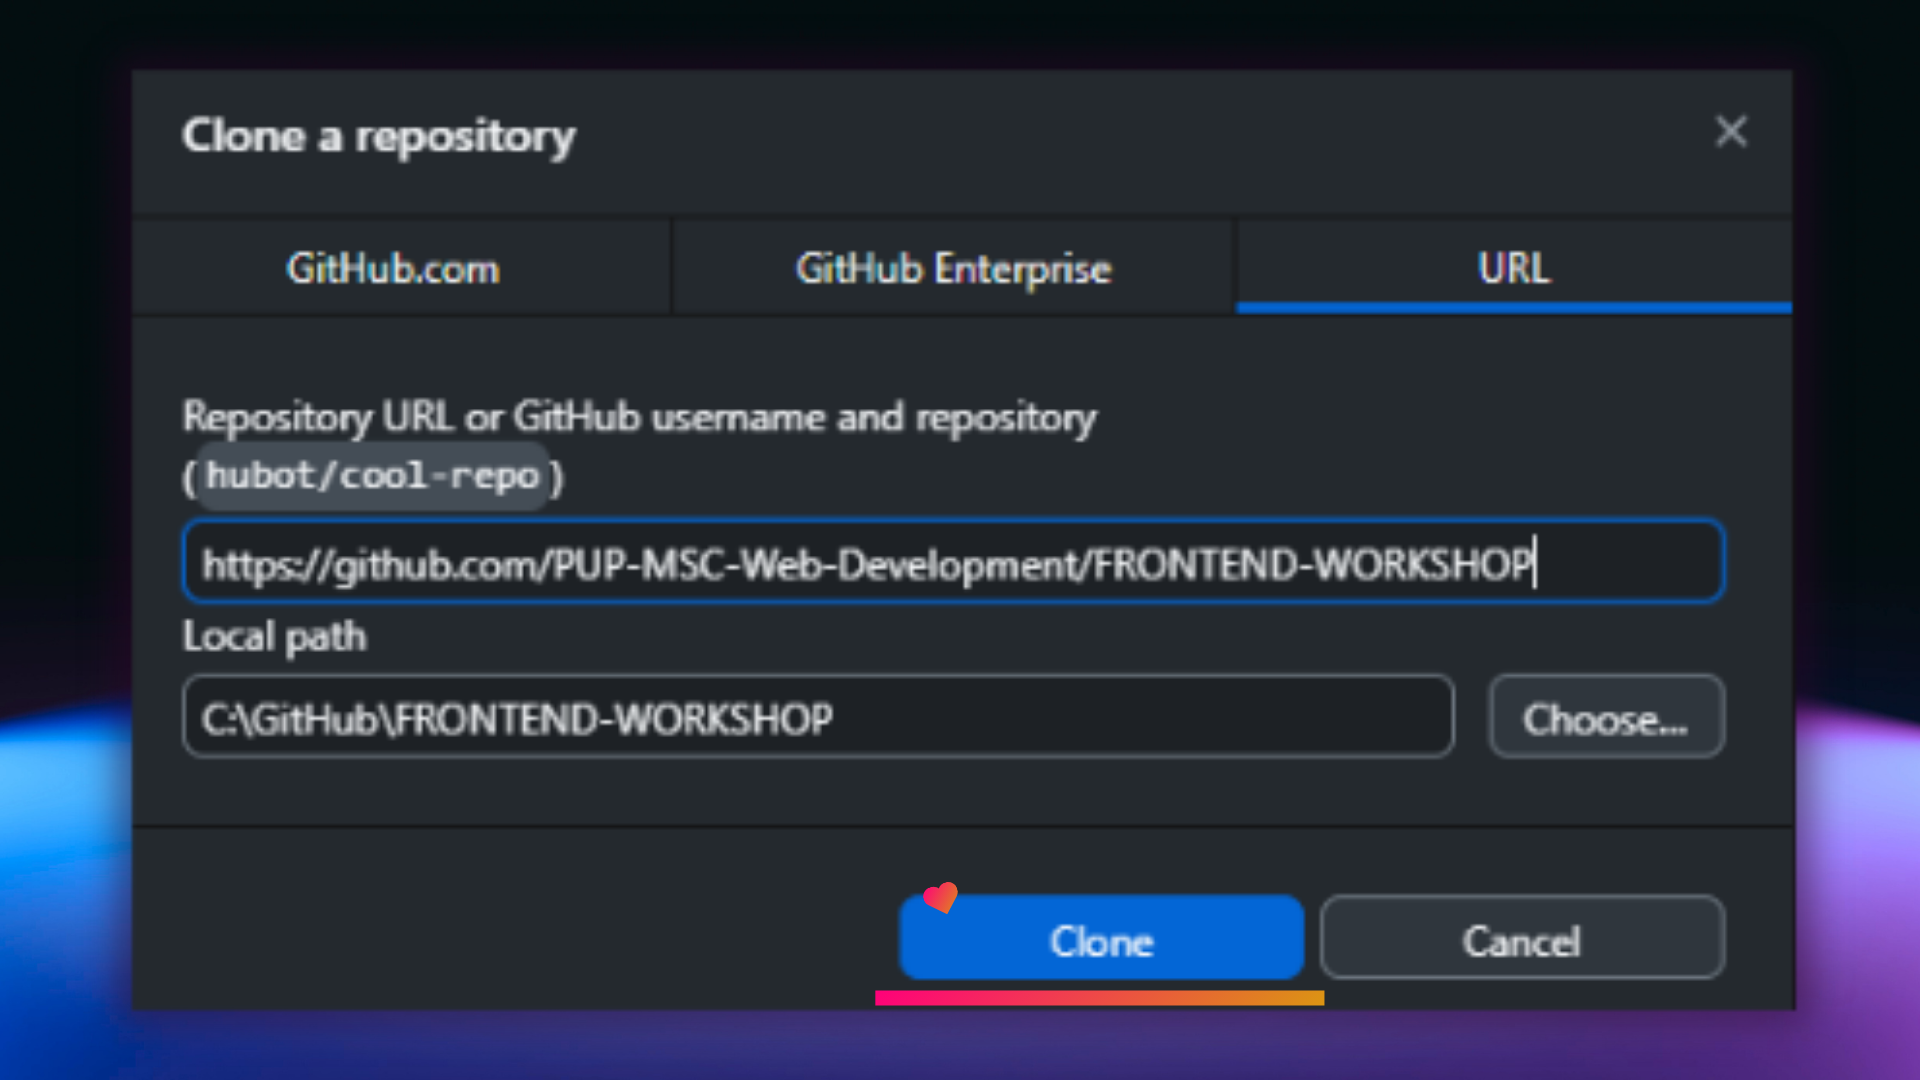 Clone a repository
GitHub.com
GitHub Enterprise
URL
Repository URL or GitHub username and repository
(hubot/cool-repo)
https://github.com/PUP-MSC-Web-Development/FRONTEND-WORKSHOP
Local path
C:\GitHub\FRONTEND-WORKSHOP
Choose...
Clone
Cancel